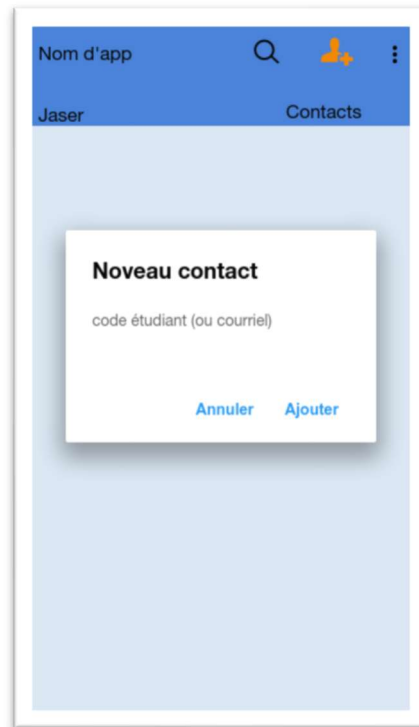 Nom d'app
Jaser Contacts
Noveau contact
code étudiant (ou courriel)
Annuler Ajouter